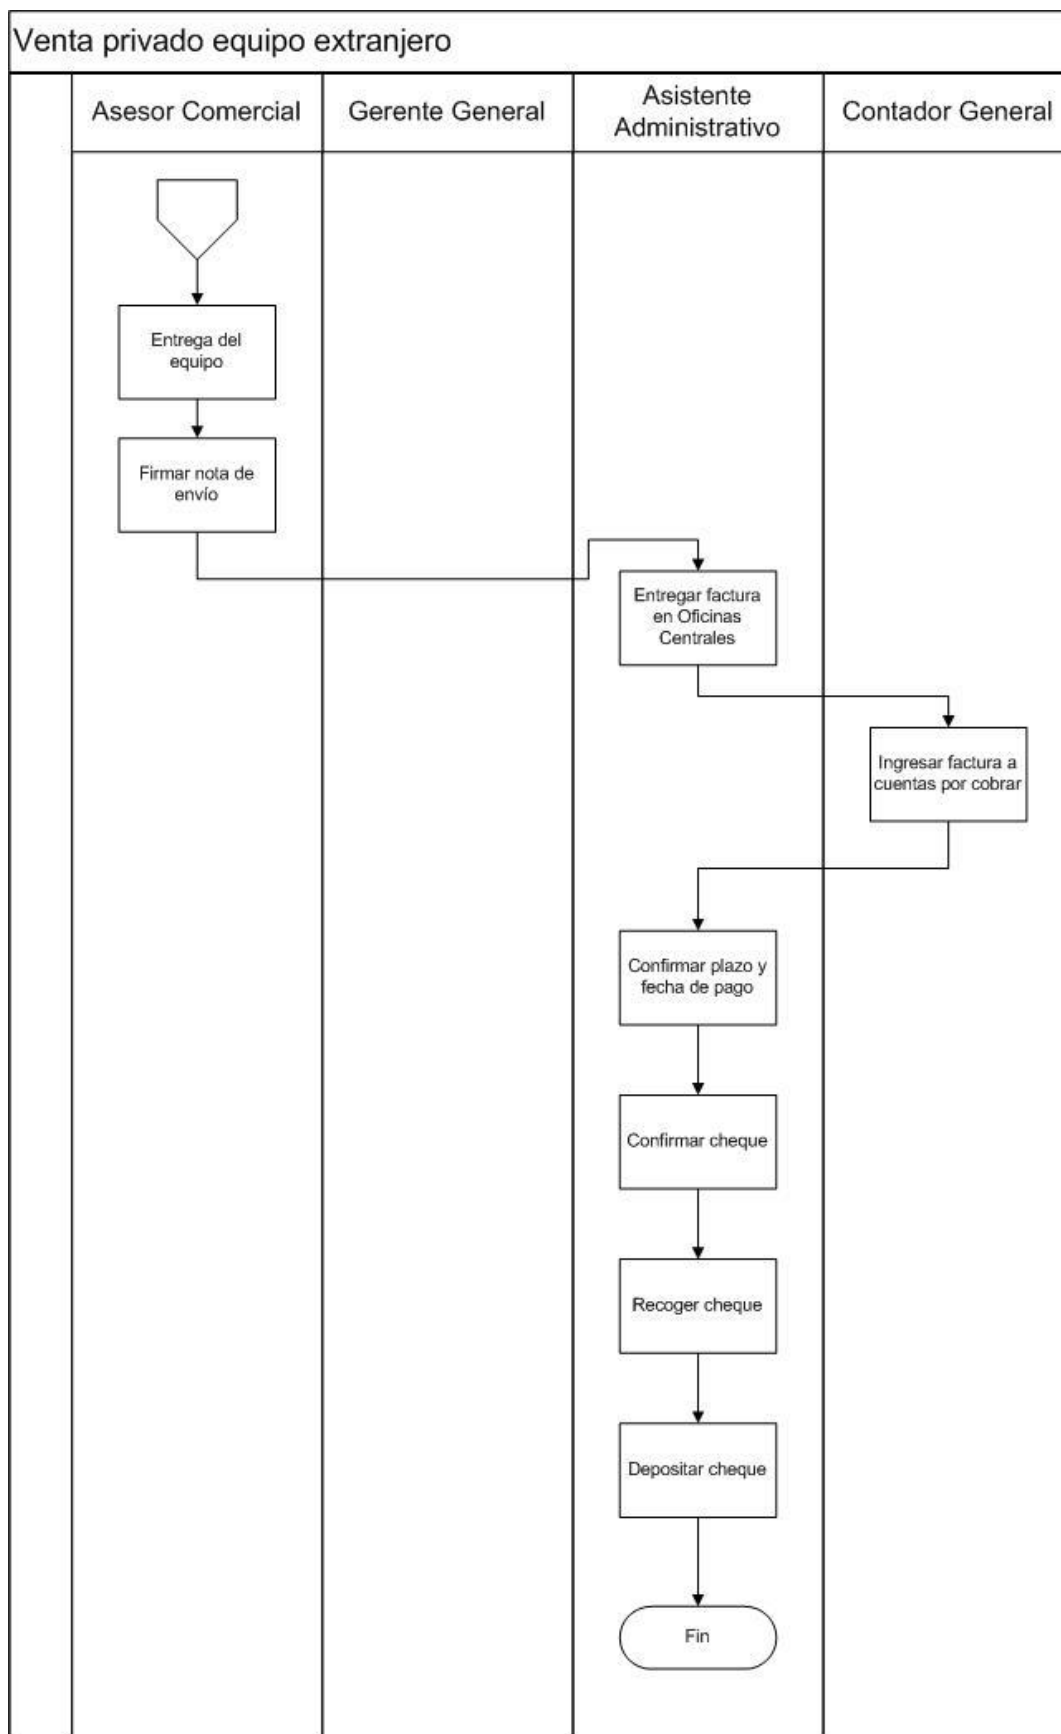 Venta privado equipo extranjero
Asesor Comercial
Gerente General
Asistente
Administrativo
Contador General
Entrega del
equipo
Firmar nota de
envío
Entregar factura
en Oficinas
Centrales
Ingresar factura a
cuentas por cobrar
Confirmar plazo y
fecha de pago
Confirmar cheque
Recoger cheque
Depositar cheque
Fin